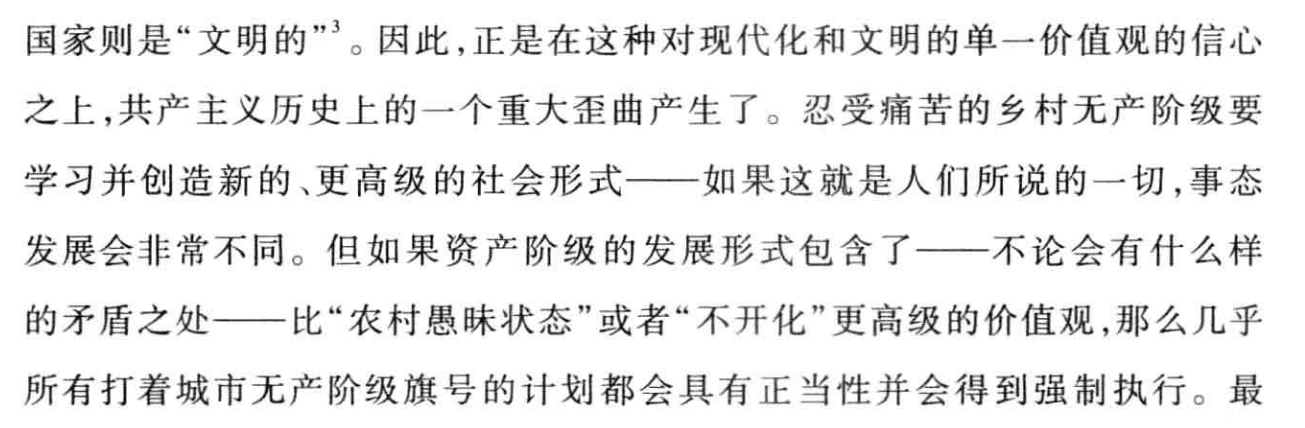 国家则是“文明的”³。因此,正是在这种对现代化和文明的单一价值观的信心
之上,共产主义历史上的一个重大歪曲产生了。忍受痛苦的乡村无产阶级要
学习并创造新的、更高级的社会形式——如果这就是人们所说的一切,事态
发展会非常不同。但如果资产阶级的发展形式包含了——不论会有什么样
的矛盾之处——比“农村愚昧状态”或者“不开化”更高级的价值观,那么几乎
所有打着城市无产阶级旗号的计划都会具有正当性并会得到强制执行。最